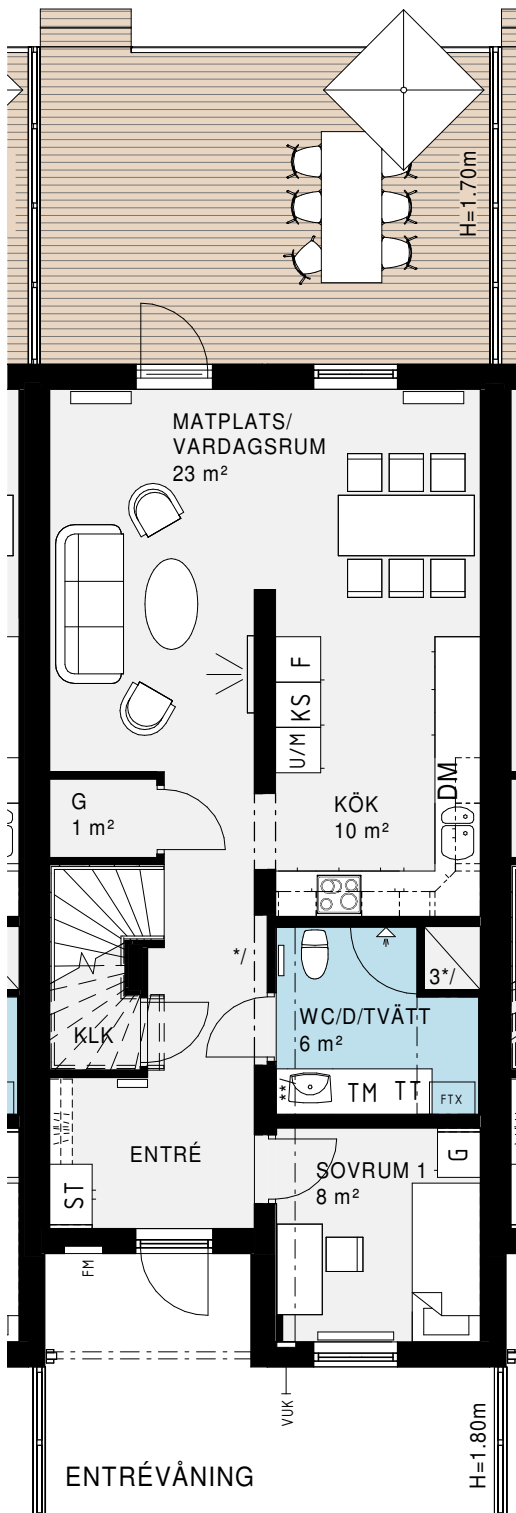 H=1.70m
MATPLATS/
VARDAGSRUM
23 m²
F
KS
U/M
DM
G
1 m²
KÖK
10 m²
*/
3*/
KLK
WC/D/TVÄTT
6 m²
**
TM
TT
FTX
ENTRÉ
SOVRUM 1
8 m²
G
ST
FM
VUK
H=1.80m
ENTRÉVÅNING